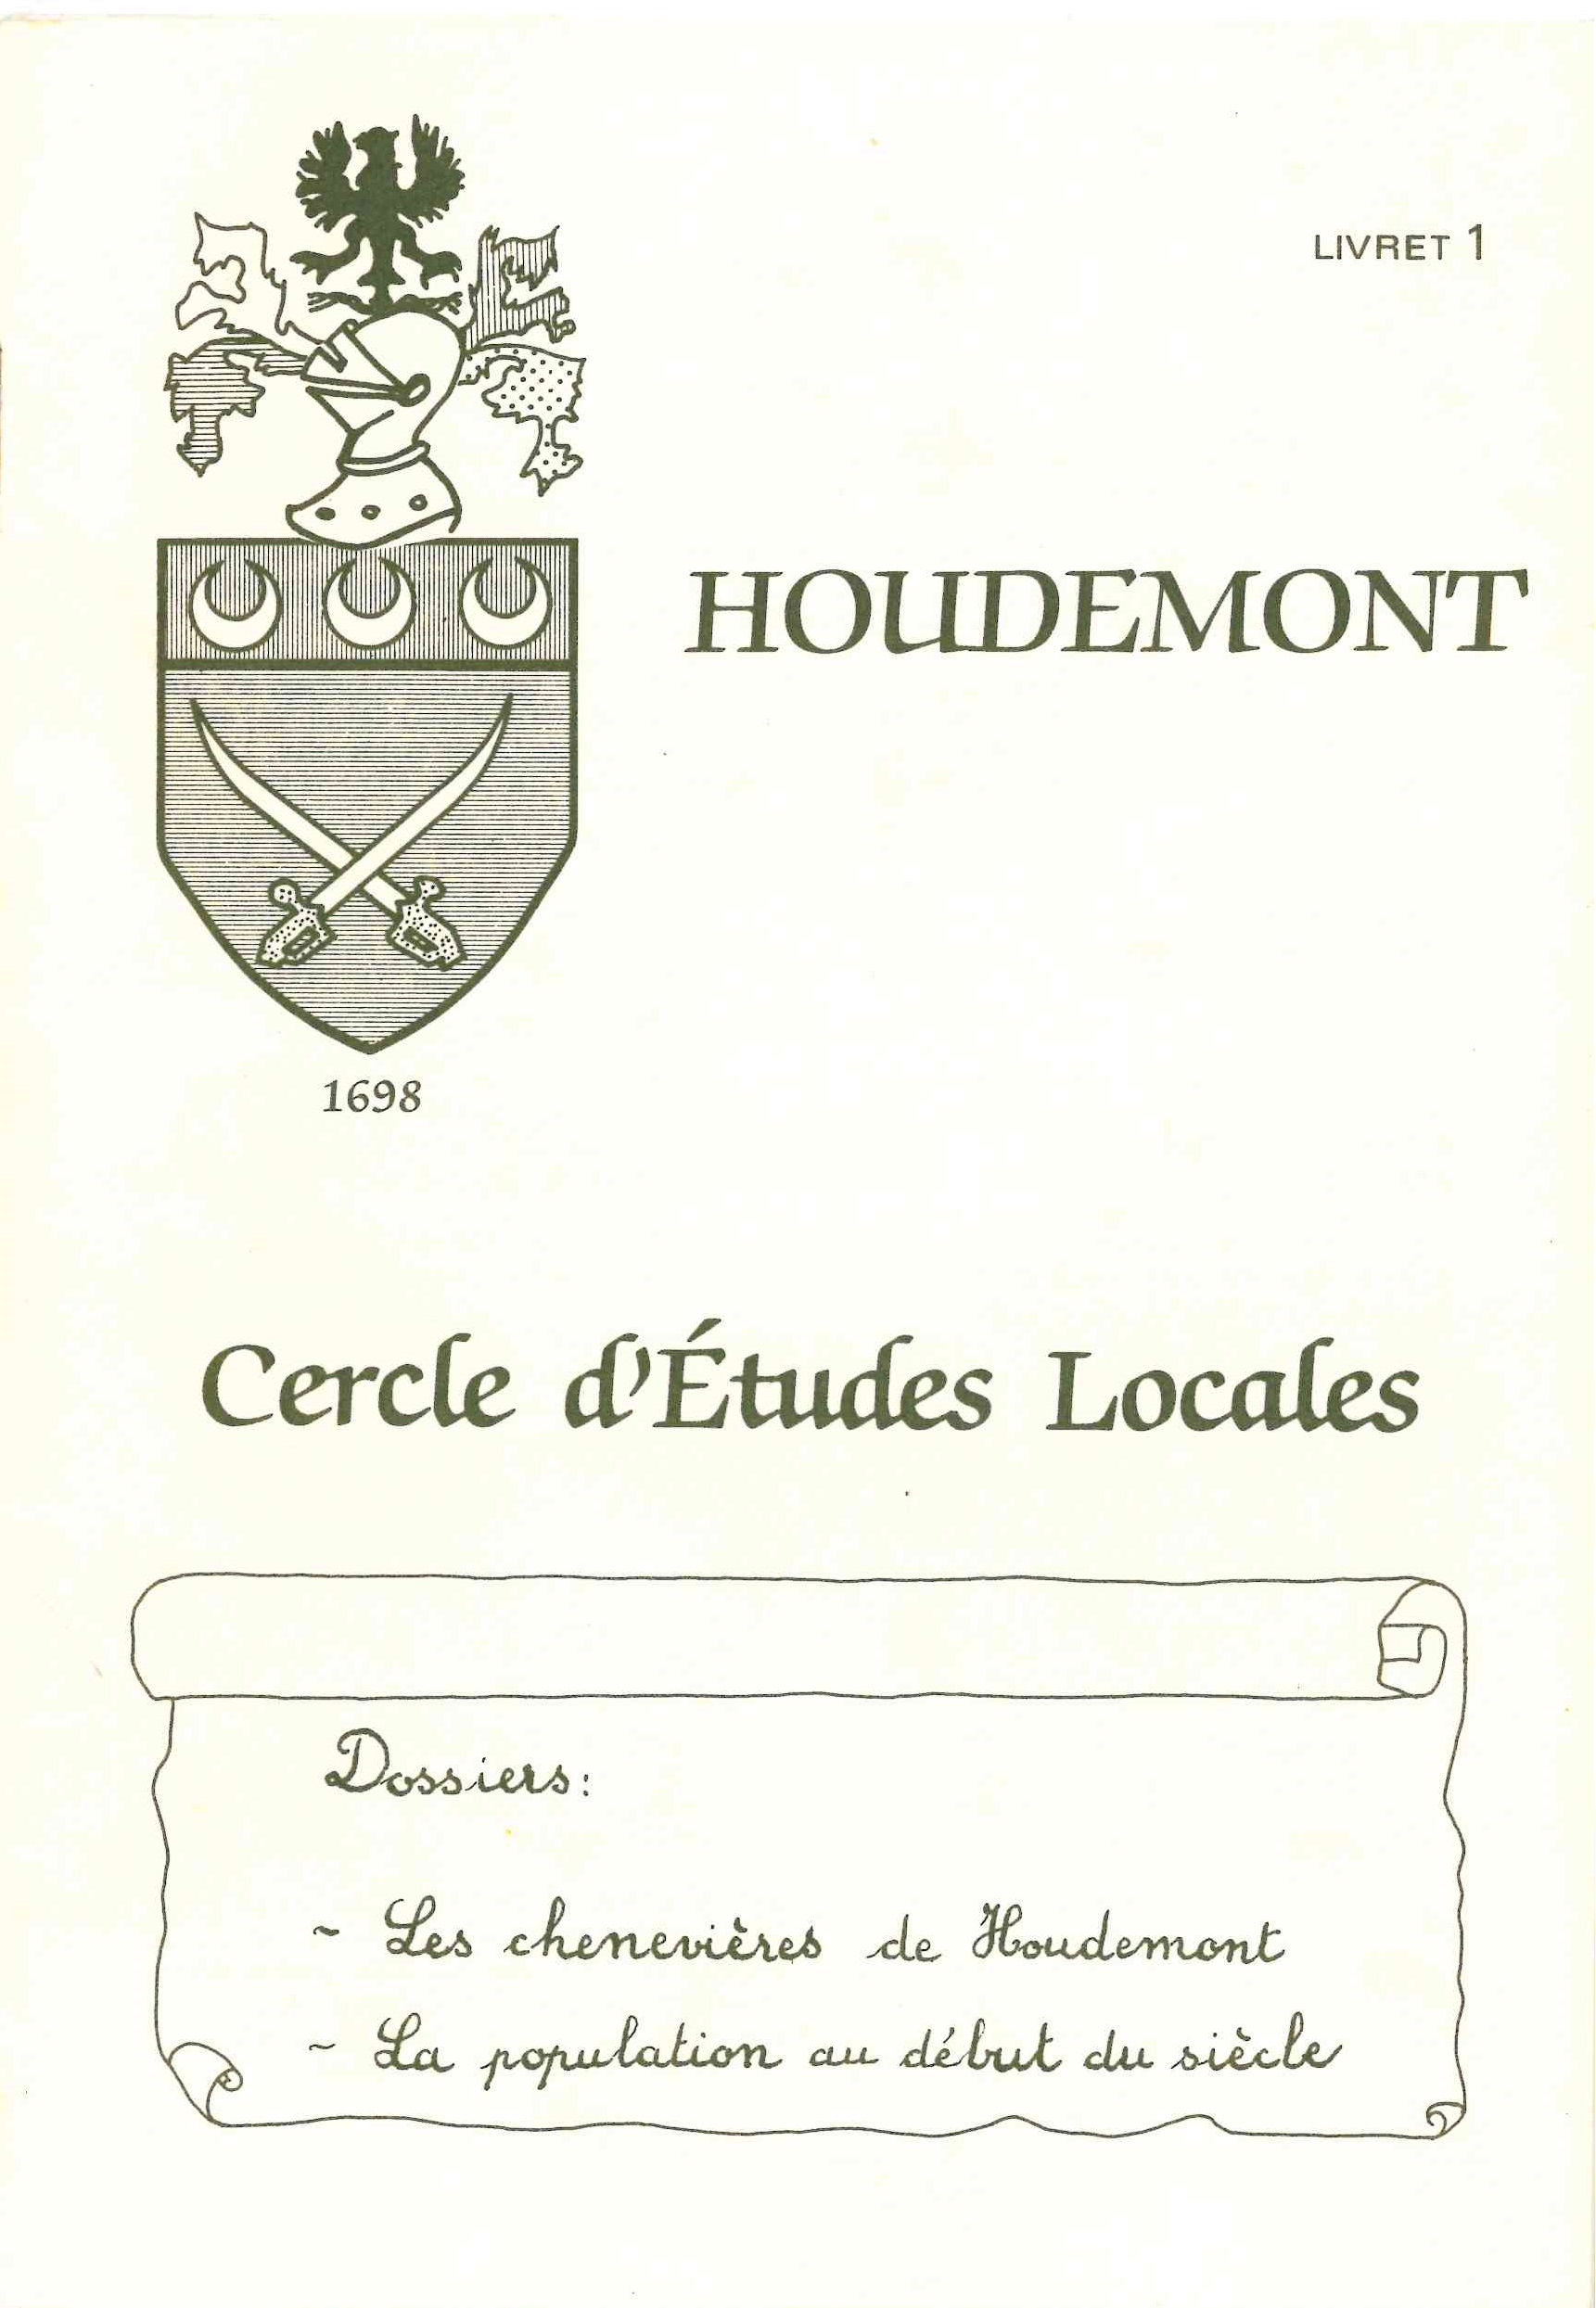 LIVRET 1
HOUDEMONT
1698
Cercle d'Études Locales
Dossiers:
~ Les chenevières de Houdemont
~ La population au début du siècle